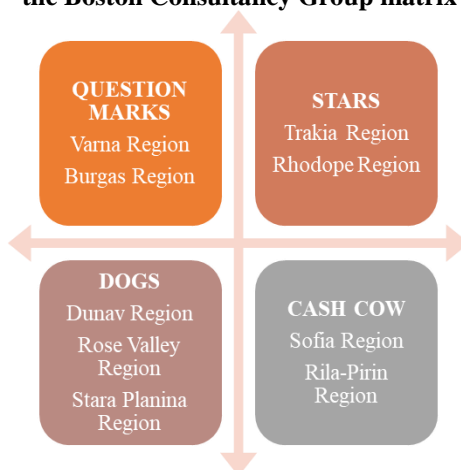 the Boston Consultancy Group matrix
QUESTION
MARKS
Varna Region
Burgas Region
STARS
Trakia Region
Rhodope Region
DOGS
Dunav Region
Rose Valley
Region
Stara Planina
Region
CASH COW
Sofia Region
Rila-Pirin
Region